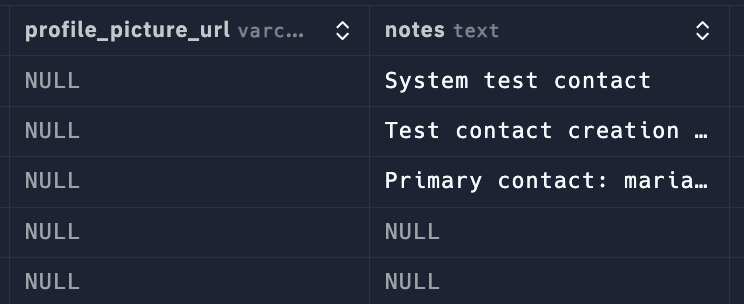 profile_picture_url varc... notes text
NULL System test contact
NULL Test contact creation …
NULL Primary contact: maria…
NULL NULL
NULL NULL